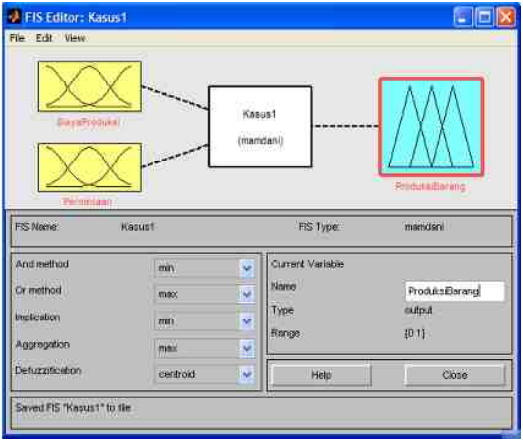 FIS Editor: Kasus1
File Edit View
BiayaProduksi
Permintaan
Kasus1
(mamdani)
ProduksiBarang
FIS Name: Kasus1 FIS Type: mamdani
And method min
Or method max
Implication min
Aggregation max
Defuzzification centroid
Current Variable
Name ProduksiBarang
Type output
Range [0 1]
Help Close
Saved FIS "Kasus1" to file